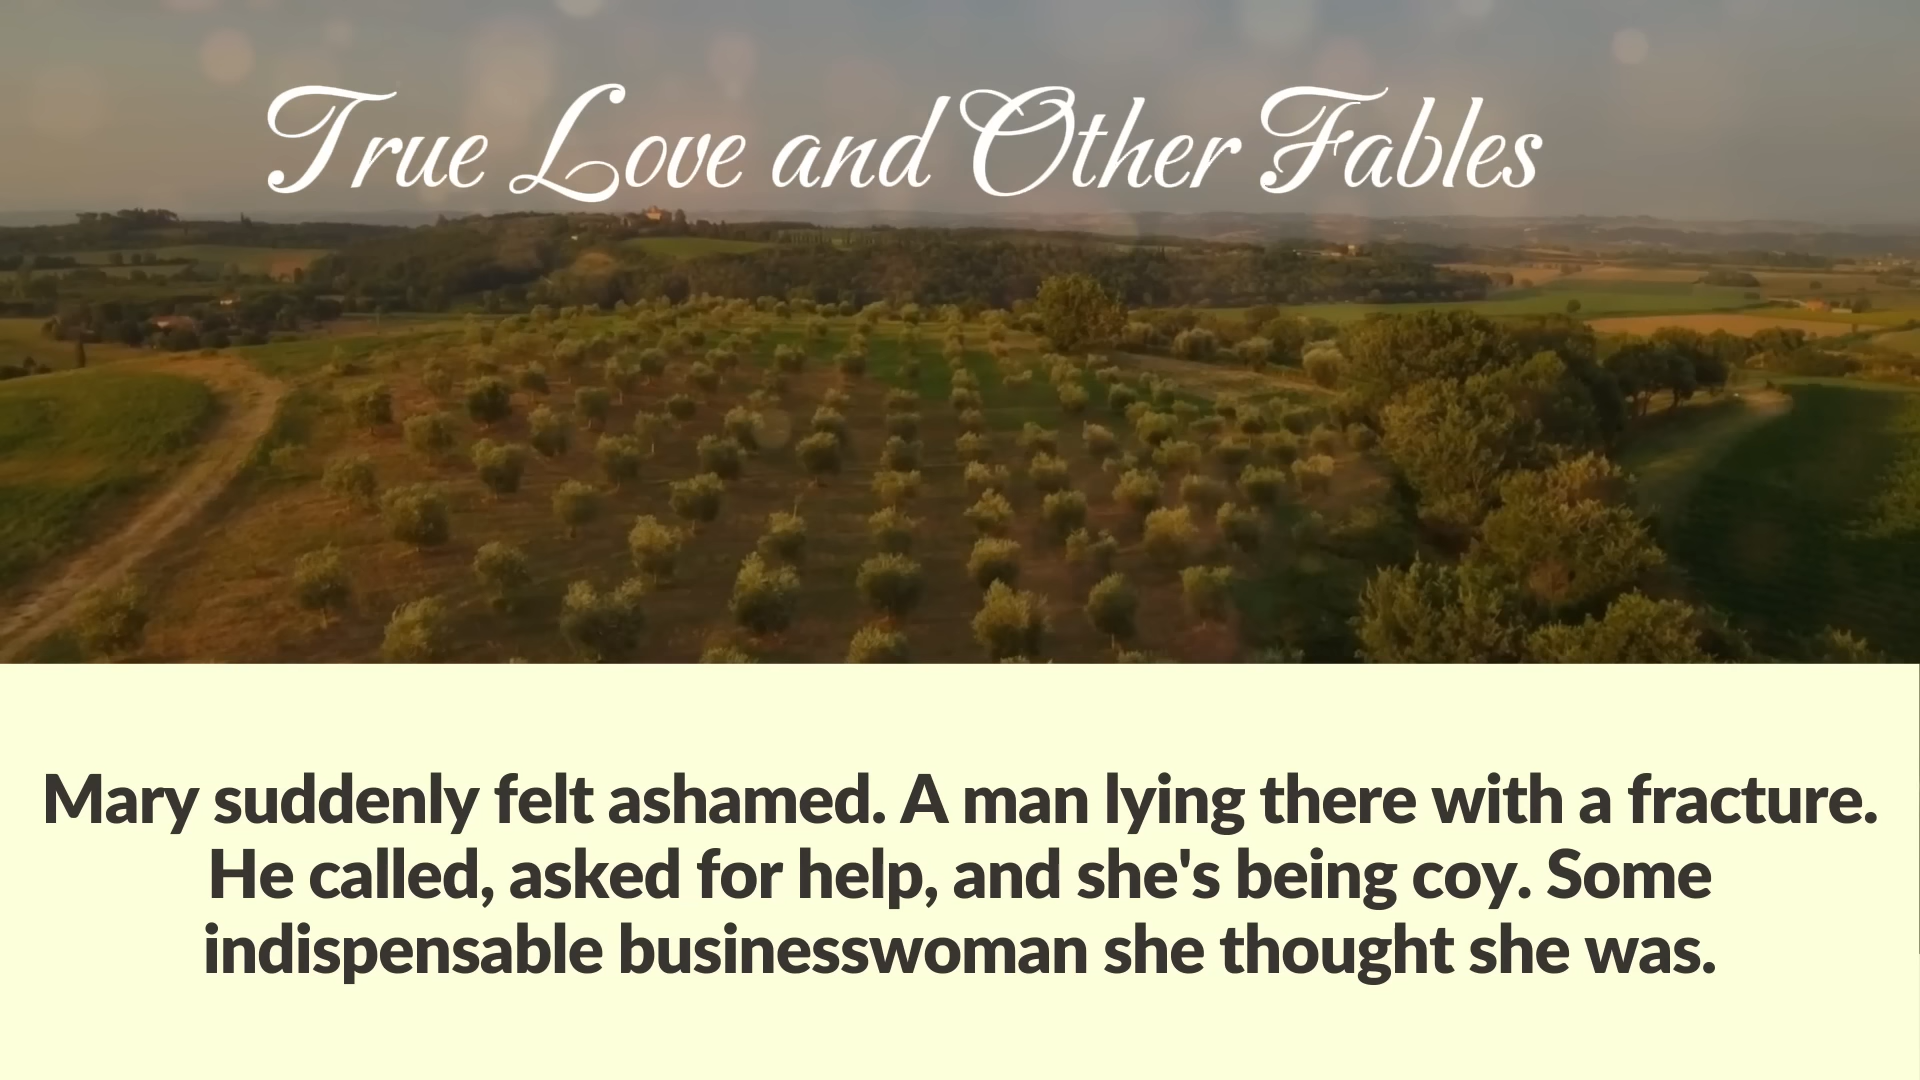 True Love and Other Fables
Mary suddenly felt ashamed. A man lying there with a fracture.
He called, asked for help, and she's being coy. Some
indispensable businesswoman she thought she was.